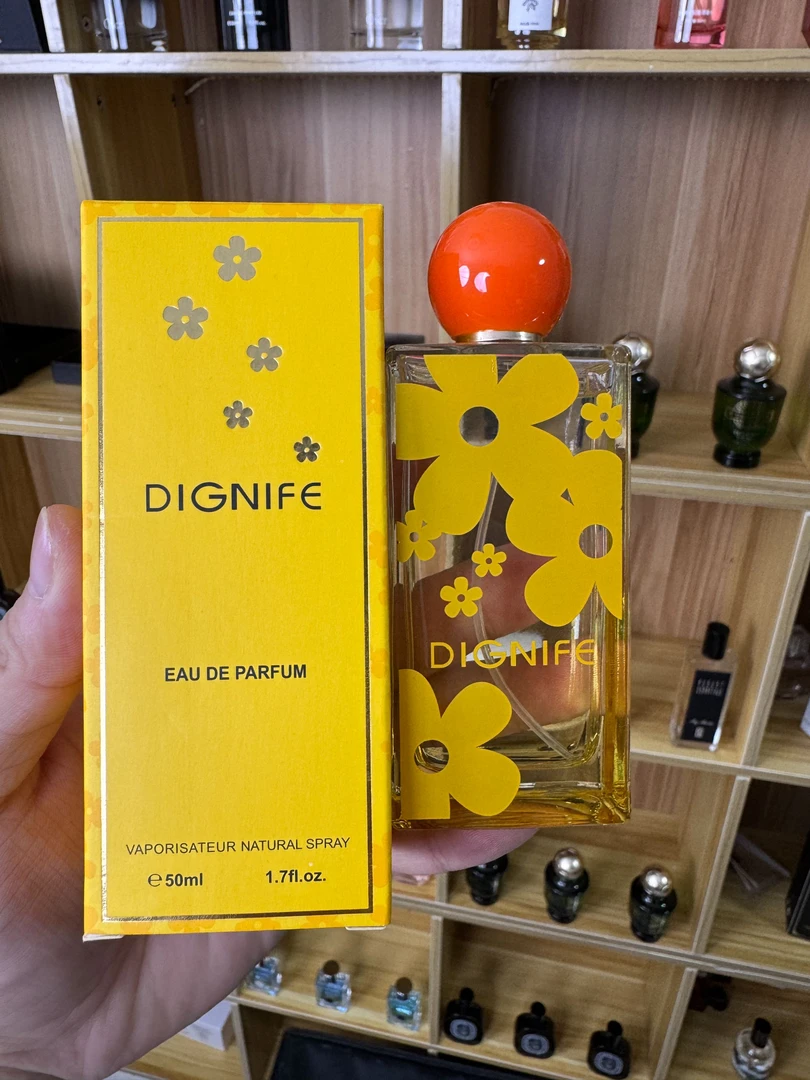 DIGNIFE
EAU DE PARFUM
VAPORISATEUR NATURAL SPRAY
℮50ml 1.7fl.oz.
DIGNIFE